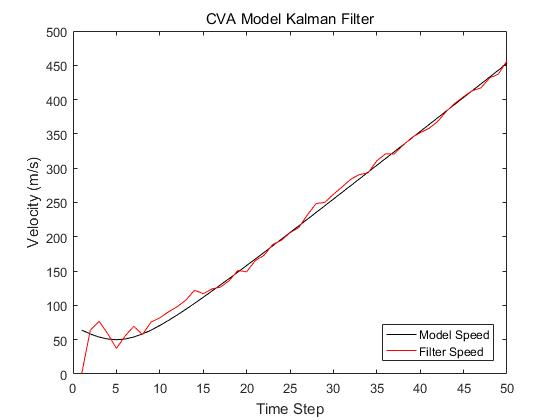 CVA Model Kalman Filter
500
450
400
350
300
250
200
150
100
50
0
Velocity (m/s)
Model Speed
Filter Speed
0 5 10 15 20 25 30 35 40 45 50
Time Step